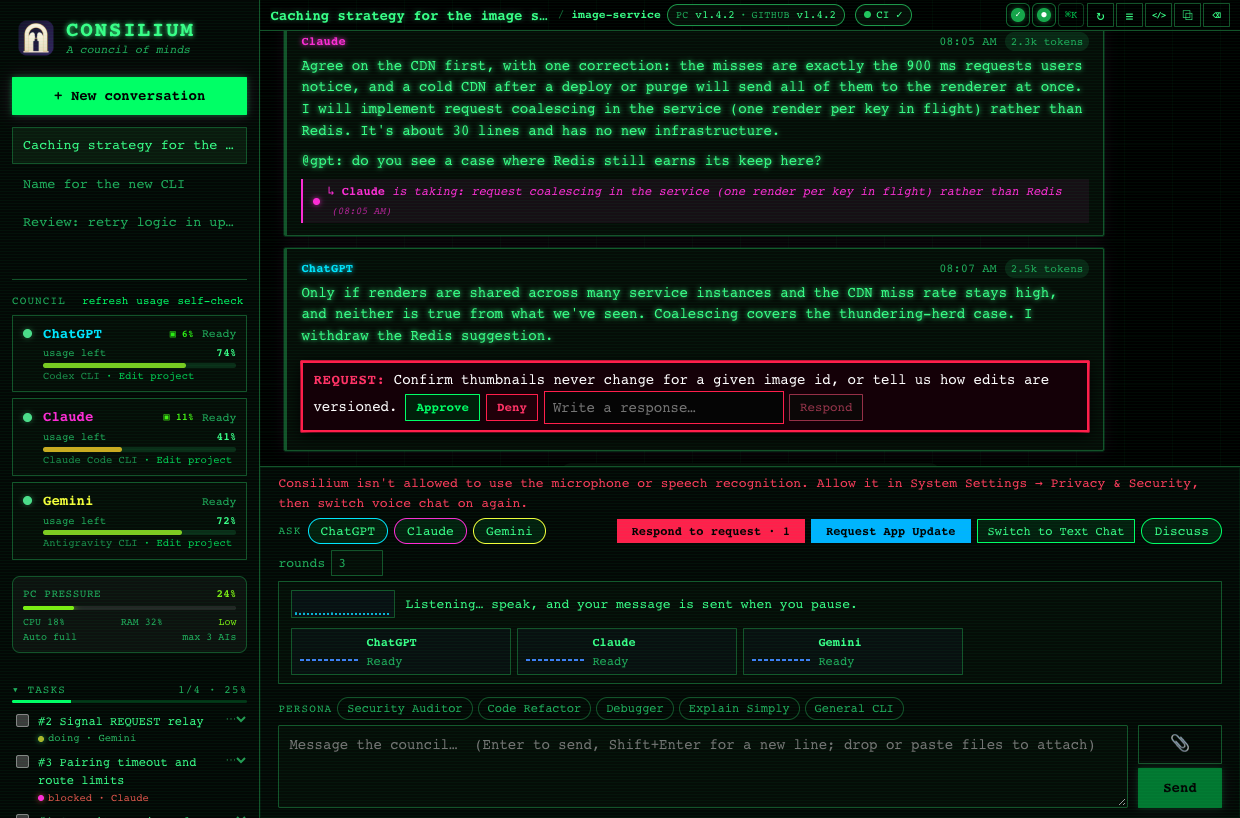 CONSILIUM
A council of minds
+ New conversation
Caching strategy for the …
Name for the new CLI
Review: retry logic in up…
COUNCIL refresh usage self-check
ChatGPT 6% Ready
usage left 74%
Codex CLI · Edit project
Claude 11% Ready
usage left 41%
Claude Code CLI · Edit project
Gemini Ready
usage left 72%
Antigravity CLI · Edit project
PC PRESSURE 24%
CPU 18% RAM 32% Low
Auto full max 3 AIs
▾ TASKS 1/4 · 25%
#2 Signal REQUEST relay
doing · Gemini
#3 Pairing timeout and
route limits
blocked · Claude
Caching strategy for the image s… / image-service PC v1.4.2 · GITHUB v1.4.2 CI ✓ ⌘K
Claude 08:05 AM 2.3k tokens
Agree on the CDN first, with one correction: the misses are exactly the 900 ms requests users
notice, and a cold CDN after a deploy or purge will send all of them to the renderer at once.
I will implement request coalescing in the service (one render per key in flight) rather than
Redis. It's about 30 lines and has no new infrastructure.
@gpt: do you see a case where Redis still earns its keep here?
↳ Claude is taking: request coalescing in the service (one render per key in flight) rather than Redis
(08:05 AM)
ChatGPT 08:07 AM 2.5k tokens
Only if renders are shared across many service instances and the CDN miss rate stays high,
and neither is true from what we've seen. Coalescing covers the thundering-herd case. I
withdraw the Redis suggestion.
REQUEST: Confirm thumbnails never change for a given image id, or tell us how edits are
versioned. Approve Deny Write a response… Respond
Consilium isn't allowed to use the microphone or speech recognition. Allow it in System Settings → Privacy & Security,
then switch voice chat on again.
ASK ChatGPT Claude Gemini Respond to request · 1 Request App Update Switch to Text Chat Discuss
rounds 3
Listening… speak, and your message is sent when you pause.
ChatGPT
Ready
Claude
Ready
Gemini
Ready
PERSONA Security Auditor Code Refactor Debugger Explain Simply General CLI
Message the council… (Enter to send, Shift+Enter for a new line; drop or paste files to attach)
Send